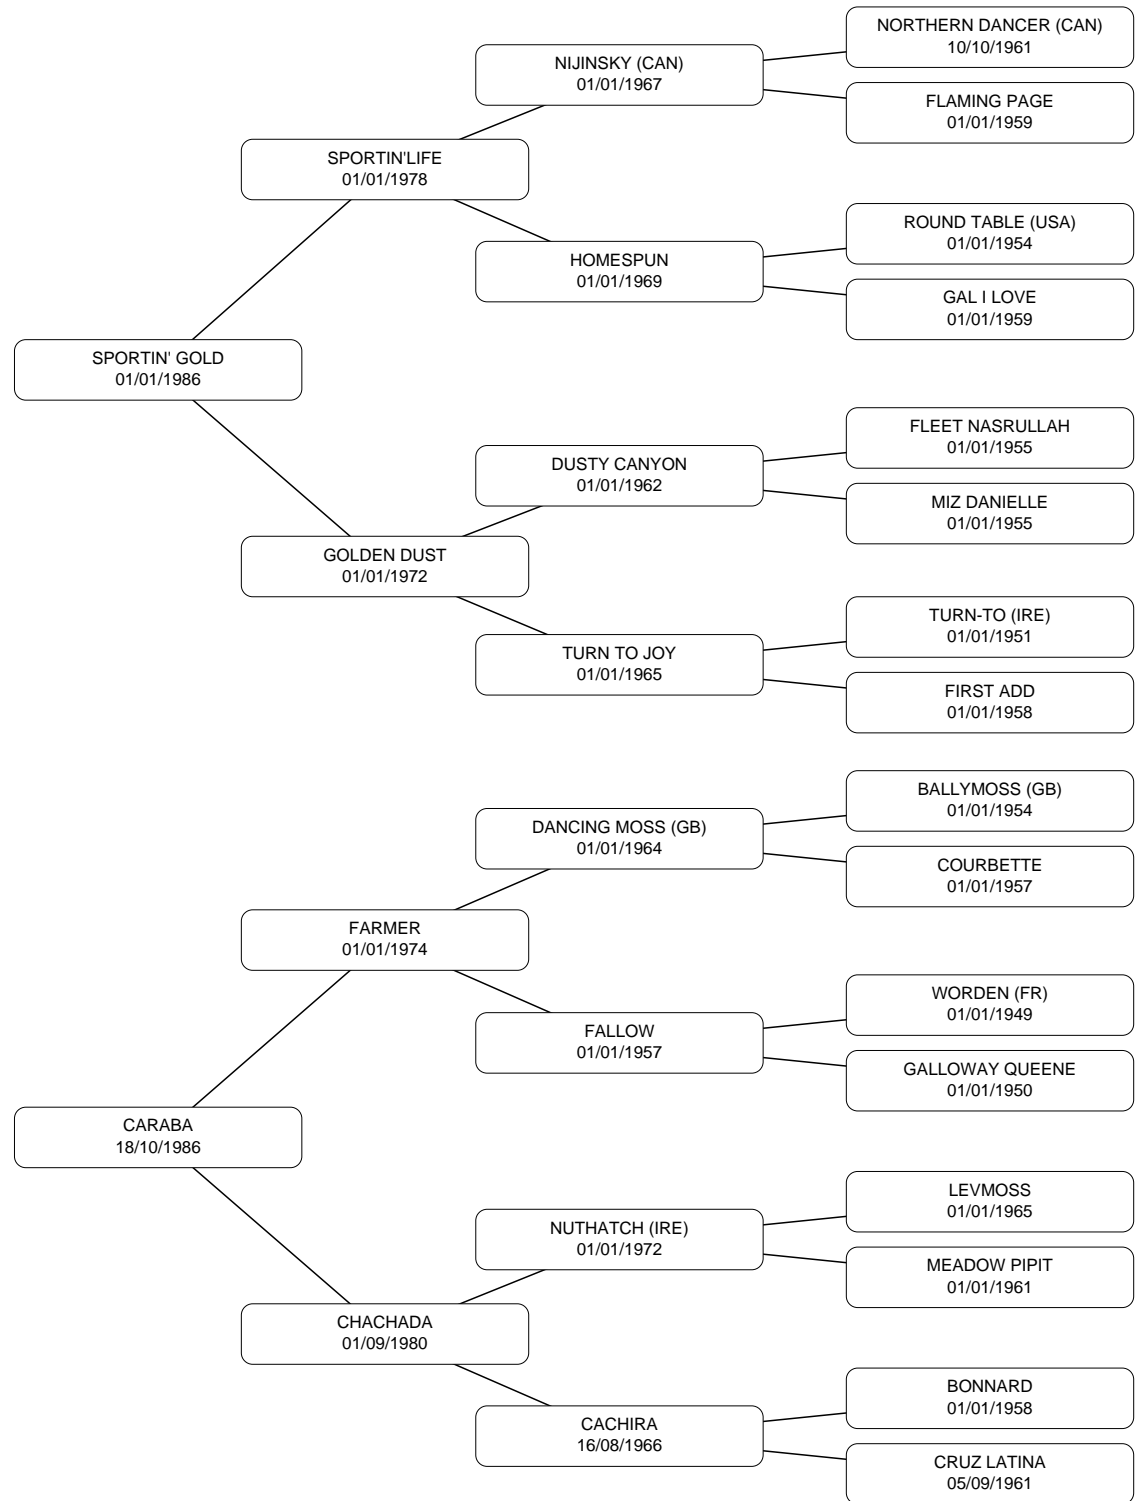 NORTHERN DANCER (CAN)
10/10/1961
NIJINSKY (CAN)
01/01/1967
FLAMING PAGE
01/01/1959
SPORTIN'LIFE
01/01/1978
ROUND TABLE (USA)
01/01/1954
HOMESPUN
01/01/1969
GAL I LOVE
01/01/1959
SPORTIN' GOLD
01/01/1986
FLEET NASRULLAH
01/01/1955
DUSTY CANYON
01/01/1962
MIZ DANIELLE
01/01/1955
GOLDEN DUST
01/01/1972
TURN-TO (IRE)
01/01/1951
TURN TO JOY
01/01/1965
FIRST ADD
01/01/1958
BALLYMOSS (GB)
01/01/1954
DANCING MOSS (GB)
01/01/1964
COURBETTE
01/01/1957
FARMER
01/01/1974
WORDEN (FR)
01/01/1949
FALLOW
01/01/1957
GALLOWAY QUEENE
01/01/1950
CARABA
18/10/1986
LEVMOSS
01/01/1965
NUTHATCH (IRE)
01/01/1972
MEADOW PIPIT
01/01/1961
CHACHADA
01/09/1980
BONNARD
01/01/1958
CACHIRA
16/08/1966
CRUZ LATINA
05/09/1961